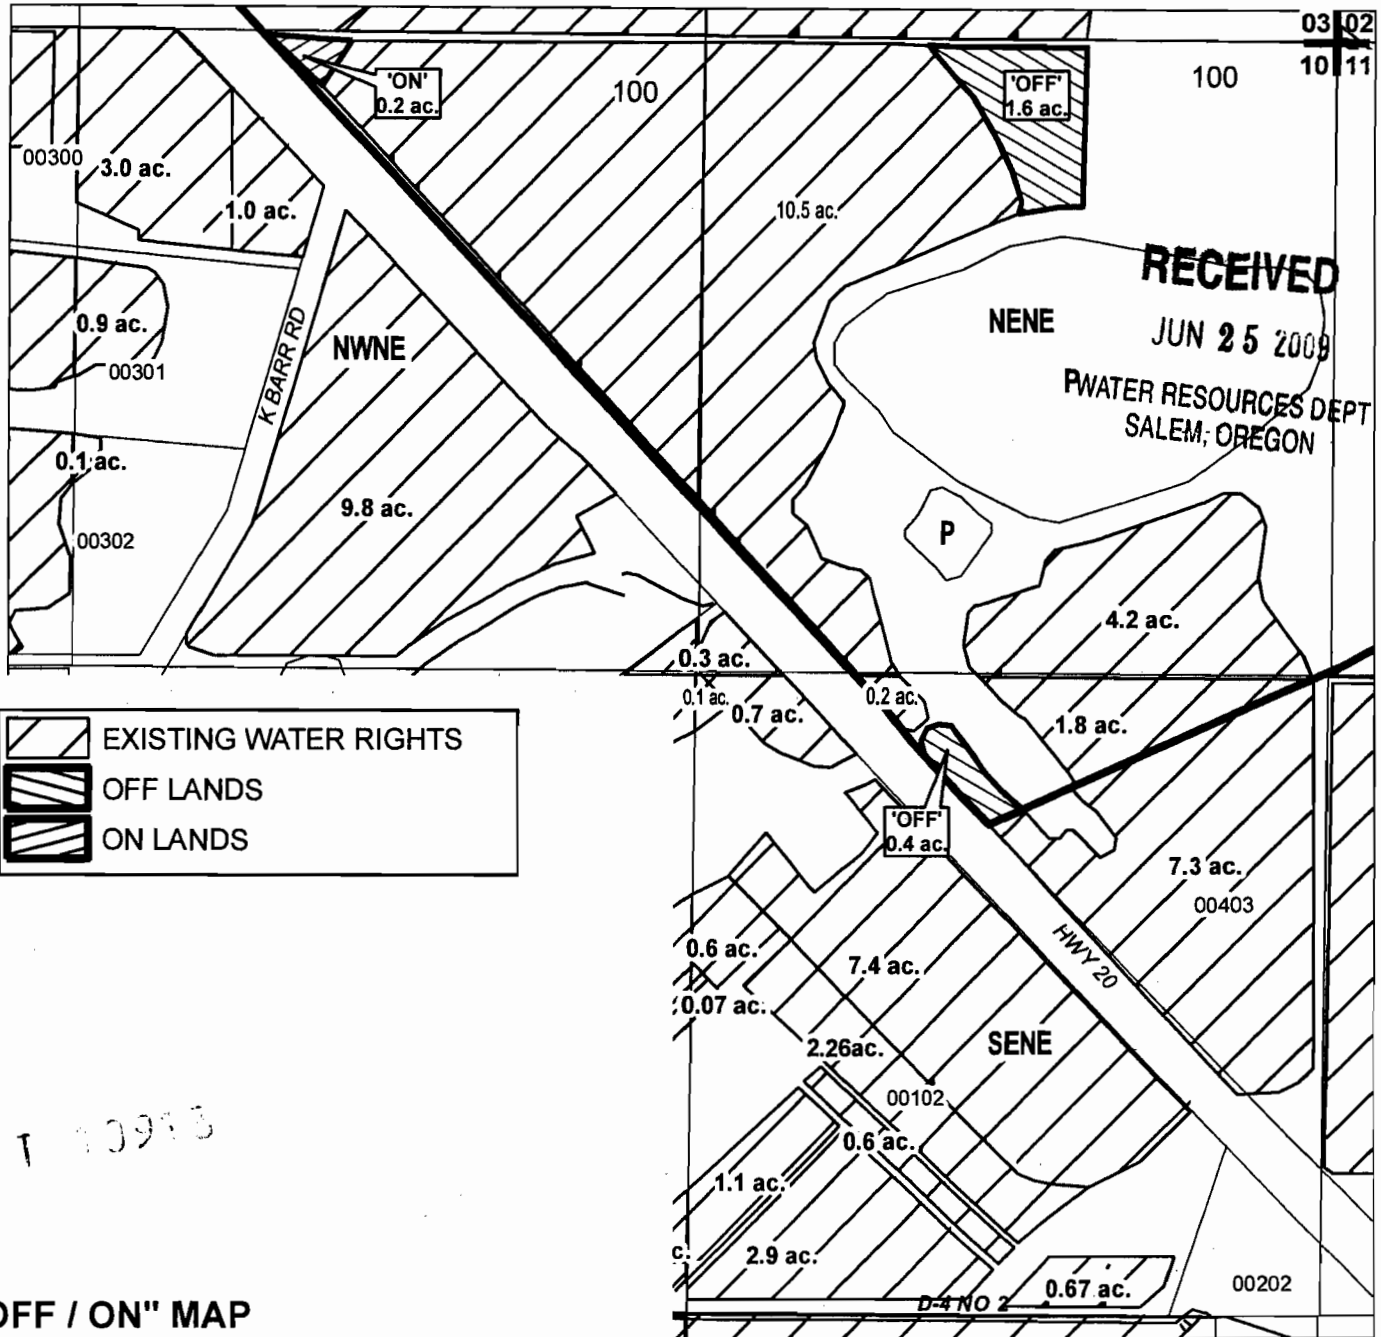 03 02
10 11
'ON'
0.2 ac.
100
'OFF'
1.6 ac.
100
00300
3.0 ac.
1.0 ac.
10.5 ac.
RECEIVED
JUN 25 2009
PWATER RESOURCES DEPT
SALEM, OREGON
0.9 ac.
00301
K BARR RD
NWNE
NENE
0.1 ac.
00302
9.8 ac.
P
4.2 ac.
0.3 ac.
0.1 ac.
0.7 ac.
0.2 ac.
1.8 ac.
EXISTING WATER RIGHTS
OFF LANDS
ON LANDS
'OFF'
0.4 ac.
7.3 ac.
00403
HWY 20
0.6 ac.
7.4 ac.
0.07 ac.
2.26ac.
SENE
00102
0.6 ac.
1.1 ac.
c.
2.9 ac.
0.67 ac.
00202
D-4 NO 2
OFF / ON" MAP